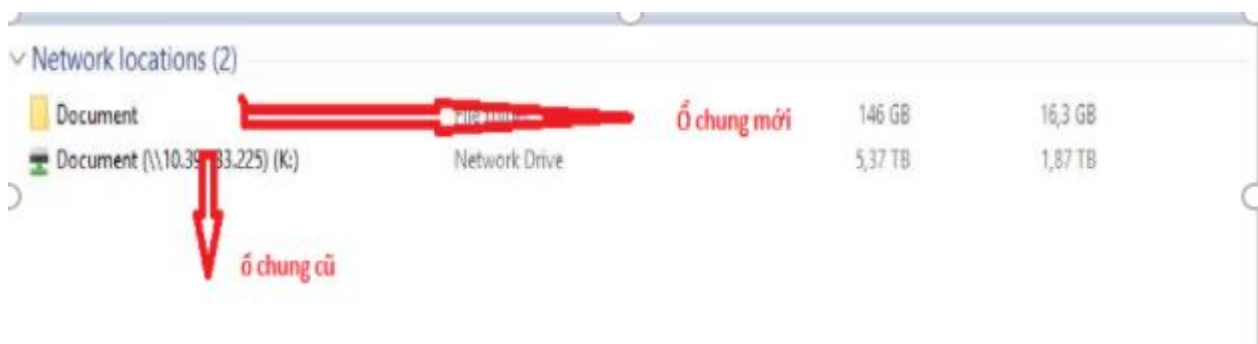 Network locations (2)
Document Ổ chung mới 146 GB 16,3 GB
Document (\\10.39 33.225) (K:) Network Drive 5,37 TB 1,87 TB
ổ chung cũ